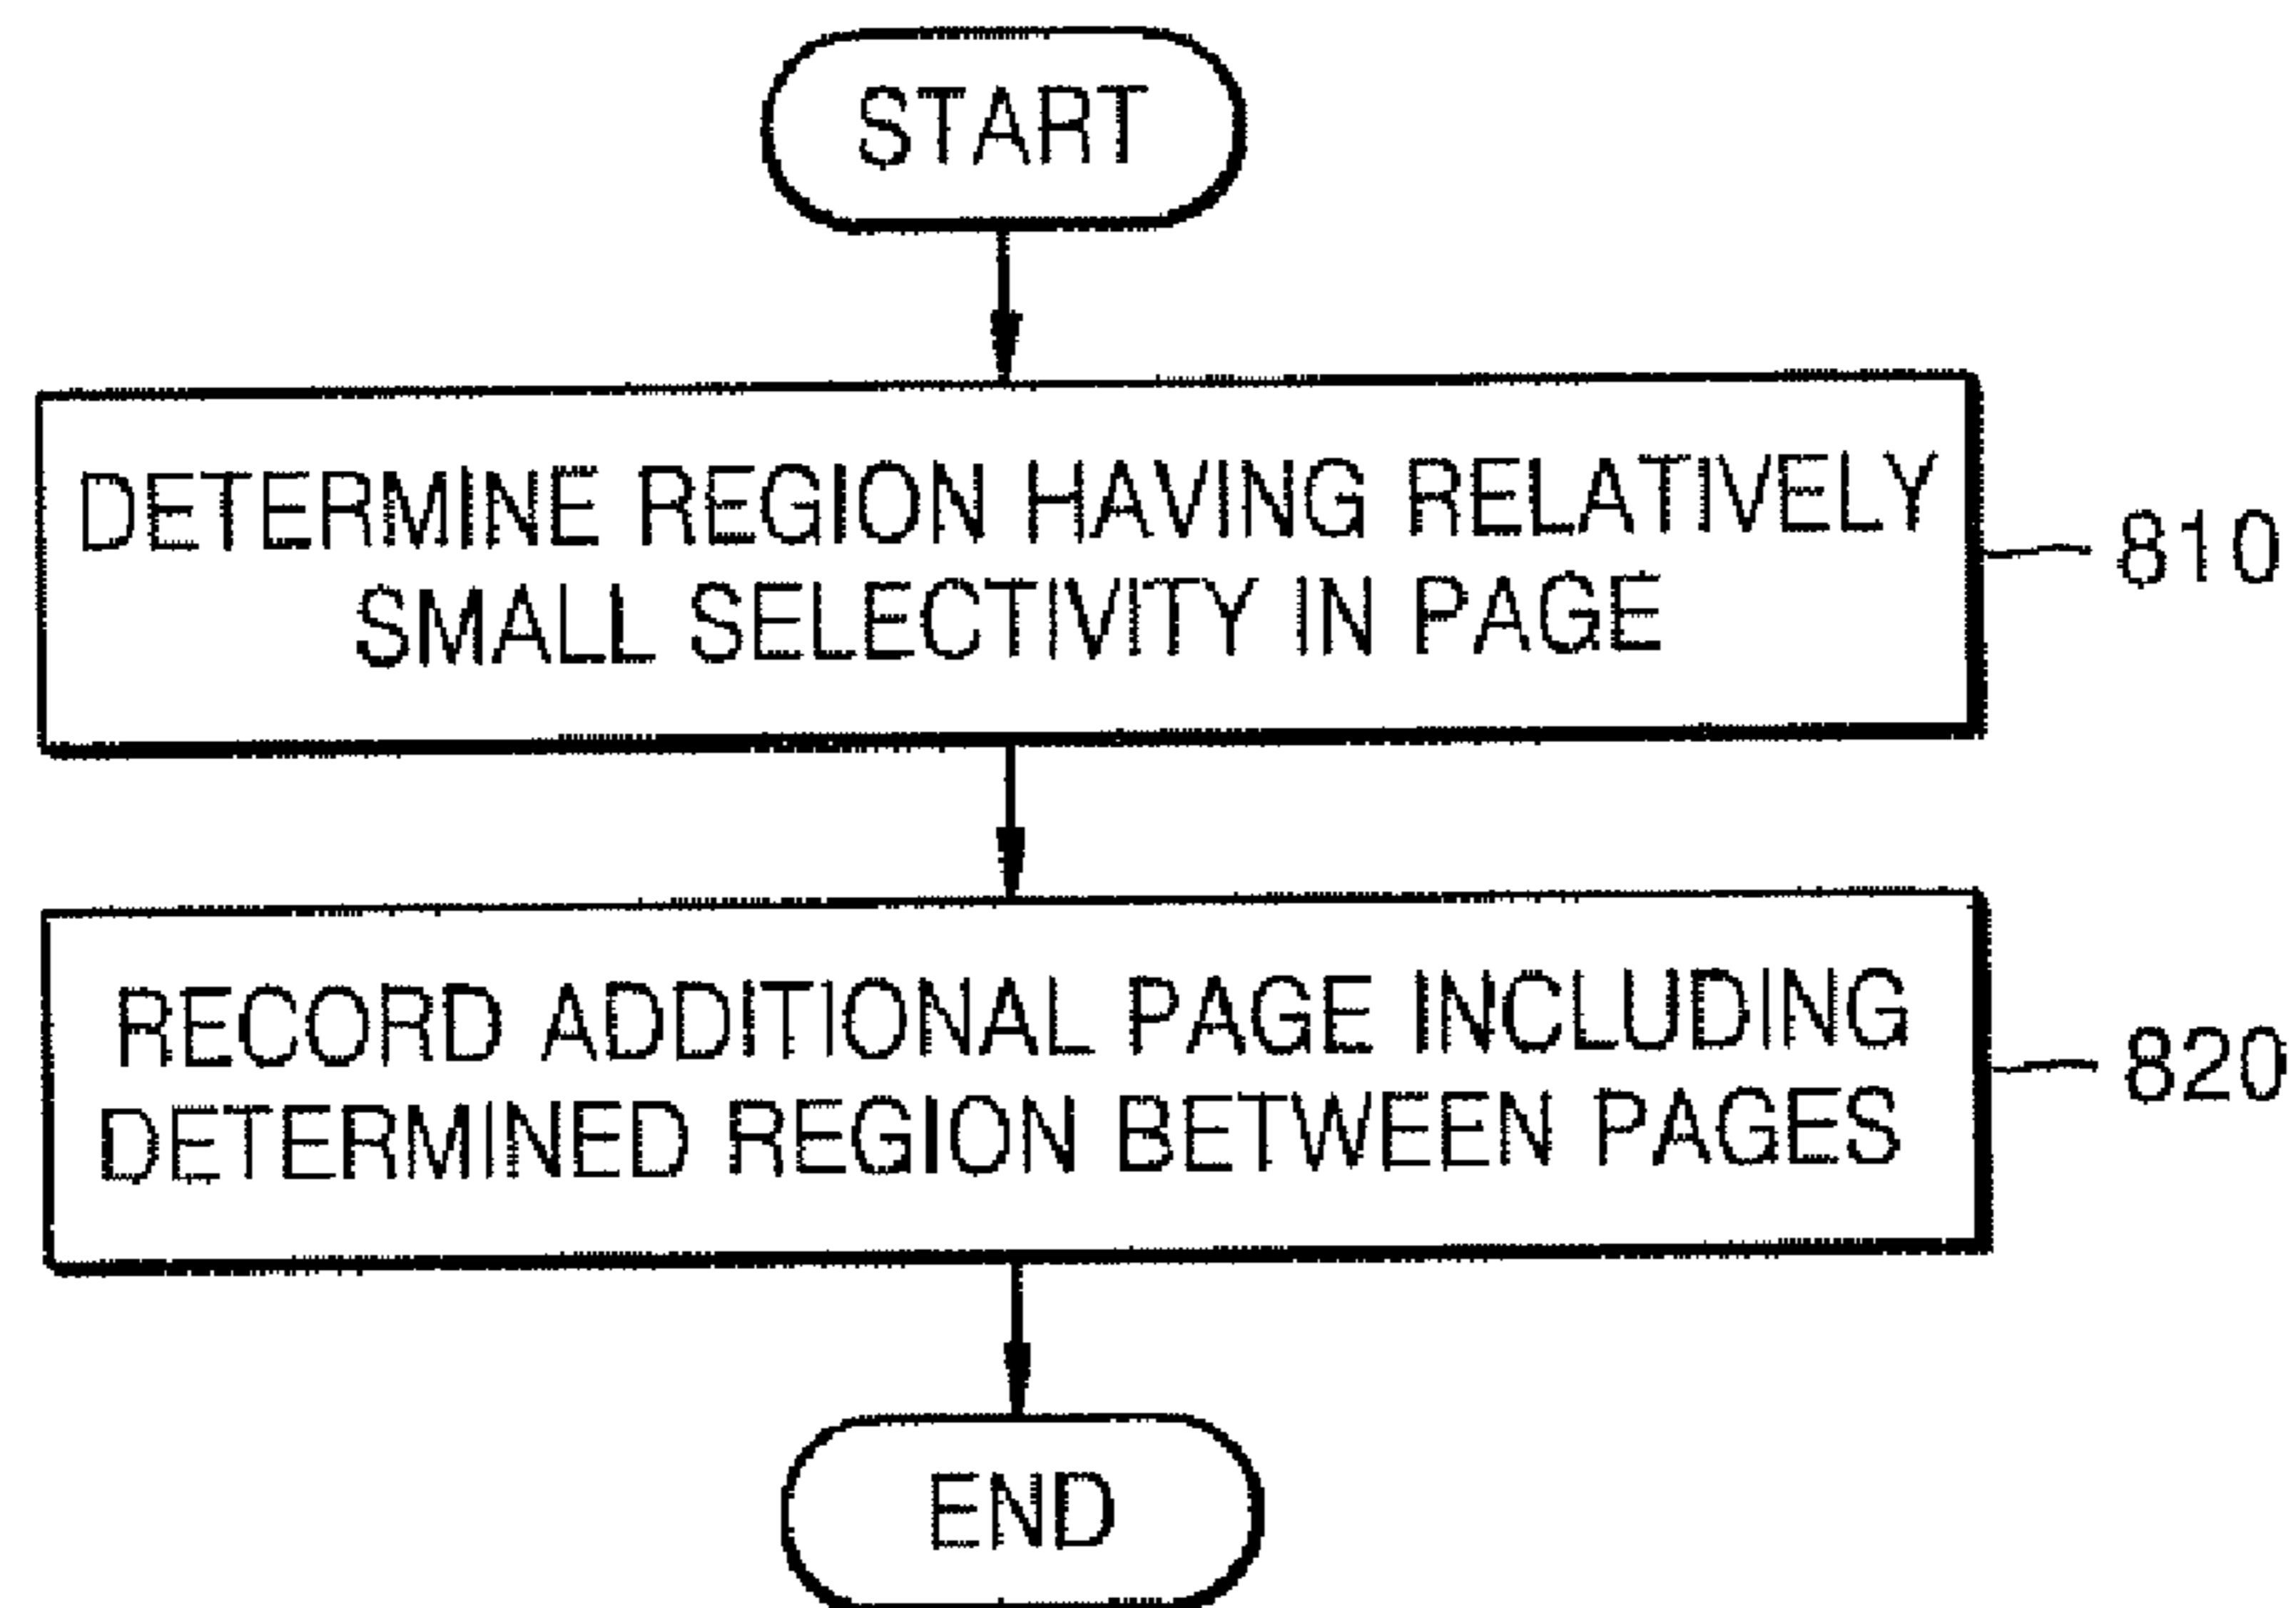 START
DETERMINE REGION HAVING RELATIVELY
SMALL SELECTIVITY IN PAGE
810
RECORD ADDITIONAL PAGE INCLUDING
DETERMINED REGION BETWEEN PAGES
820
END